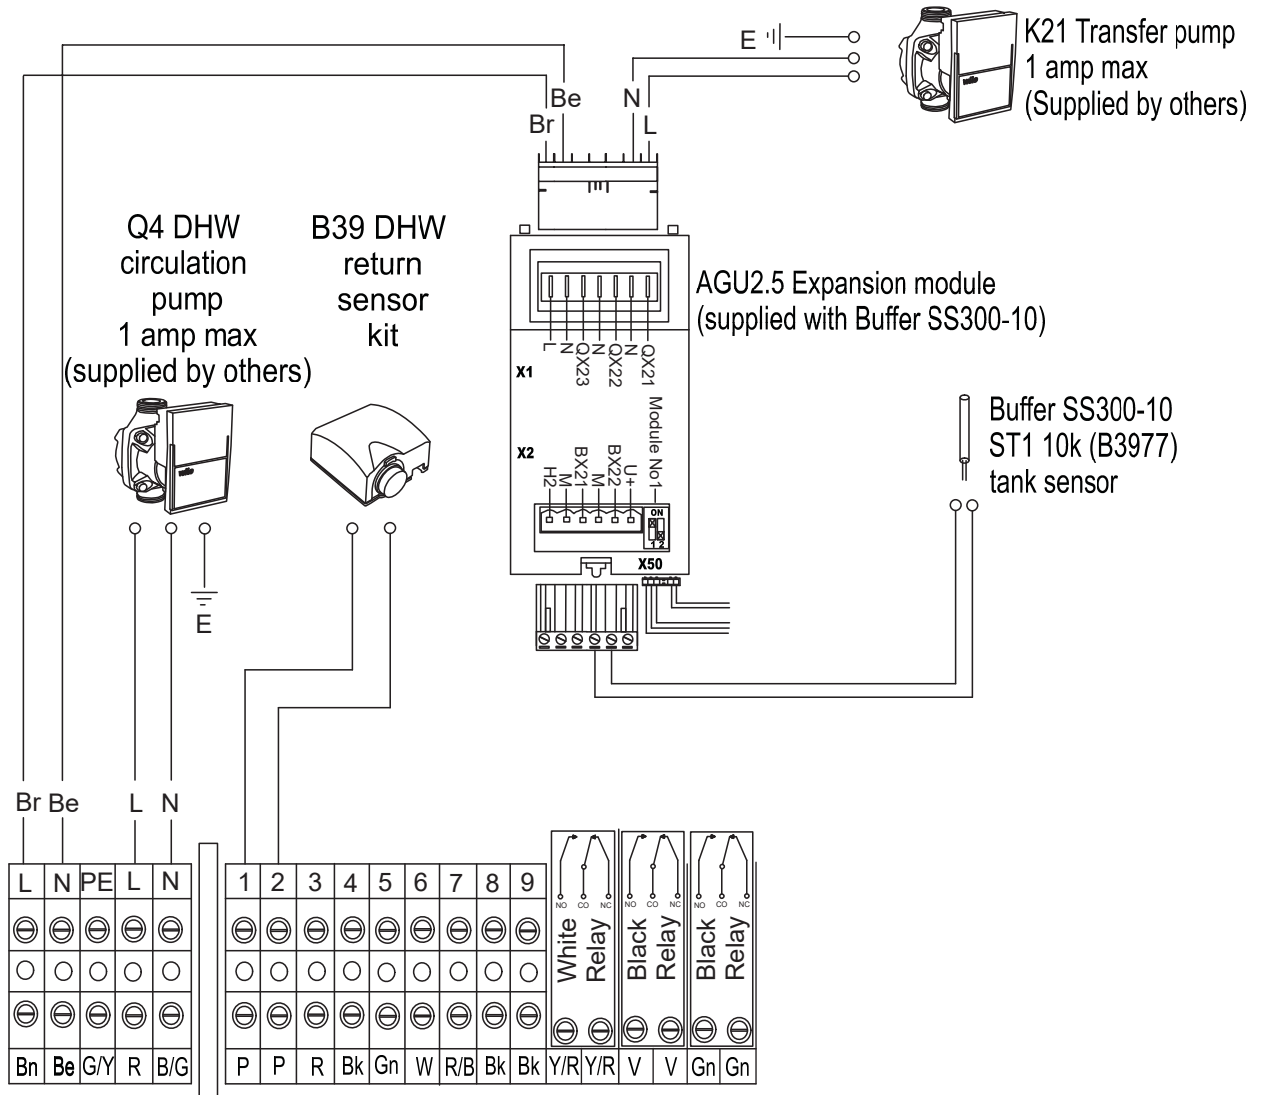 E
K21 Transfer pump
1 amp max
(Supplied by others)
Be
N
Br
L
Q4 DHW
circulation
pump
1 amp max
(supplied by others)
B39 DHW
return
sensor
kit
AGU2.5 Expansion module
(supplied with Buffer SS300-10)
L
N
QX23
N
QX22
N
QX21
X1
Module No1
X2
H2
M
BX21
M
BX22
U+
ON
1 2
X50
Buffer SS300-10
ST1 10k (B3977)
tank sensor
E
Br Be L N
L N PE L N
1 2 3 4 5 6 7 8 9
NO CO NC NO CO NC NO CO NC
White
Relay
Black
Relay
Black
Relay
Bn Be G/Y R B/G
P P R Bk Gn W R/B Bk Bk Y/R Y/R V V Gn Gn